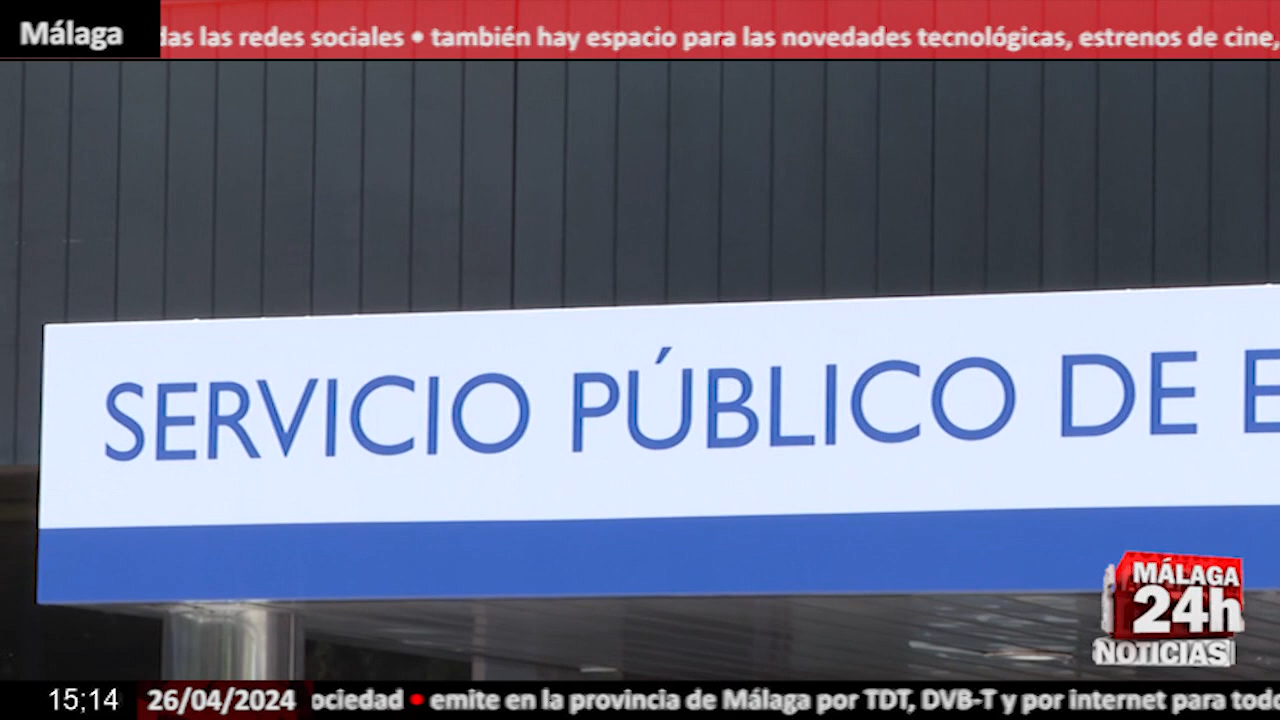 Málaga
las redes sociales • también hay espacio para las novedades tecnológicas, estrenos de cine,
SERVICIO PÚBLICO DE
MÁLAGA
24h
NOTICIAS
15:14 26/04/2024 ociedad • emite en la provincia de Málaga por TDT, DVB-T y por internet para